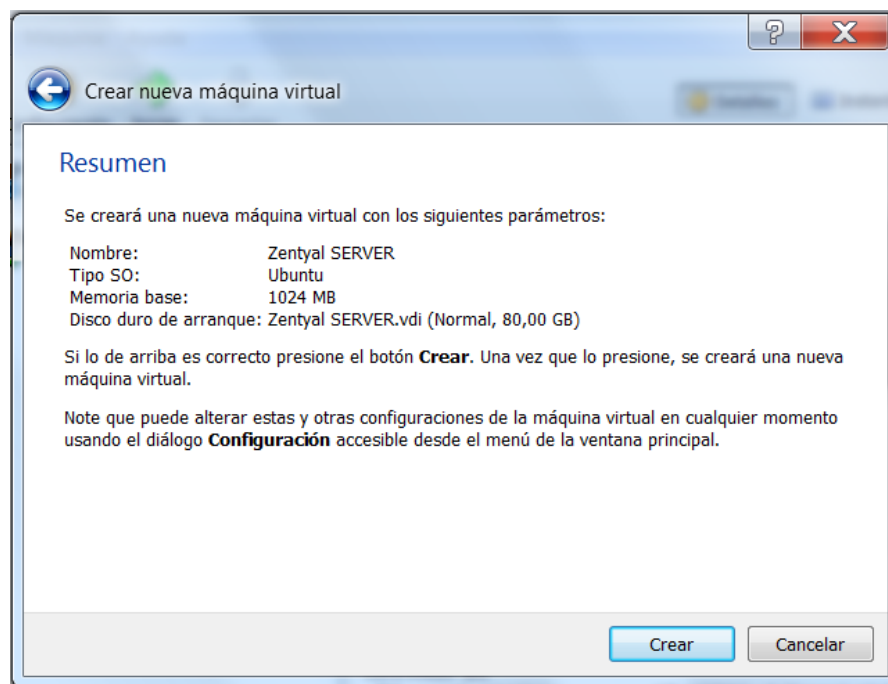 Crear nueva máquina virtual
Resumen
Se creará una nueva máquina virtual con los siguientes parámetros:
Nombre: Zentyal SERVER
Tipo SO: Ubuntu
Memoria base: 1024 MB
Disco duro de arranque: Zentyal SERVER.vdi (Normal, 80,00 GB)
Si lo de arriba es correcto presione el botón Crear. Una vez que lo presione, se creará una nueva
máquina virtual.
Note que puede alterar estas y otras configuraciones de la máquina virtual en cualquier momento
usando el diálogo Configuración accesible desde el menú de la ventana principal.
Crear Cancelar